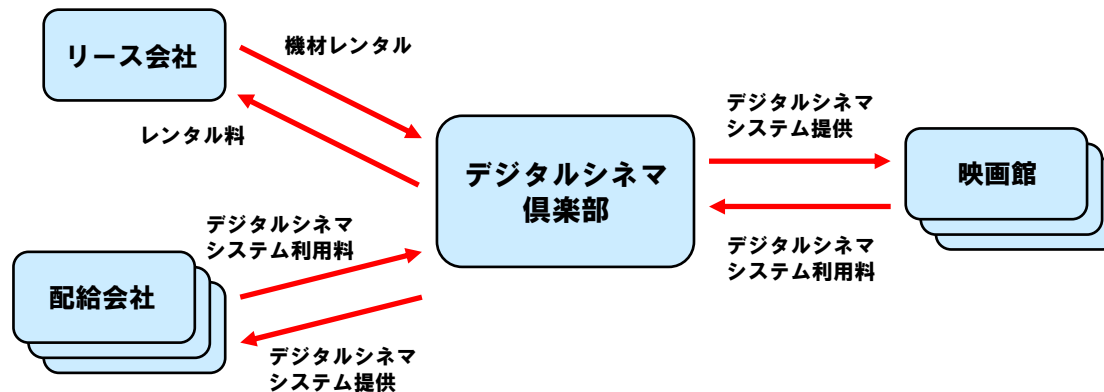 リース会社
機材レンタル
レンタル料
デジタルシネマ
システム提供
デジタルシネマ
倶楽部
映画館
デジタルシネマ
システム利用料
デジタルシネマ
システム利用料
配給会社
デジタルシネマ
システム提供